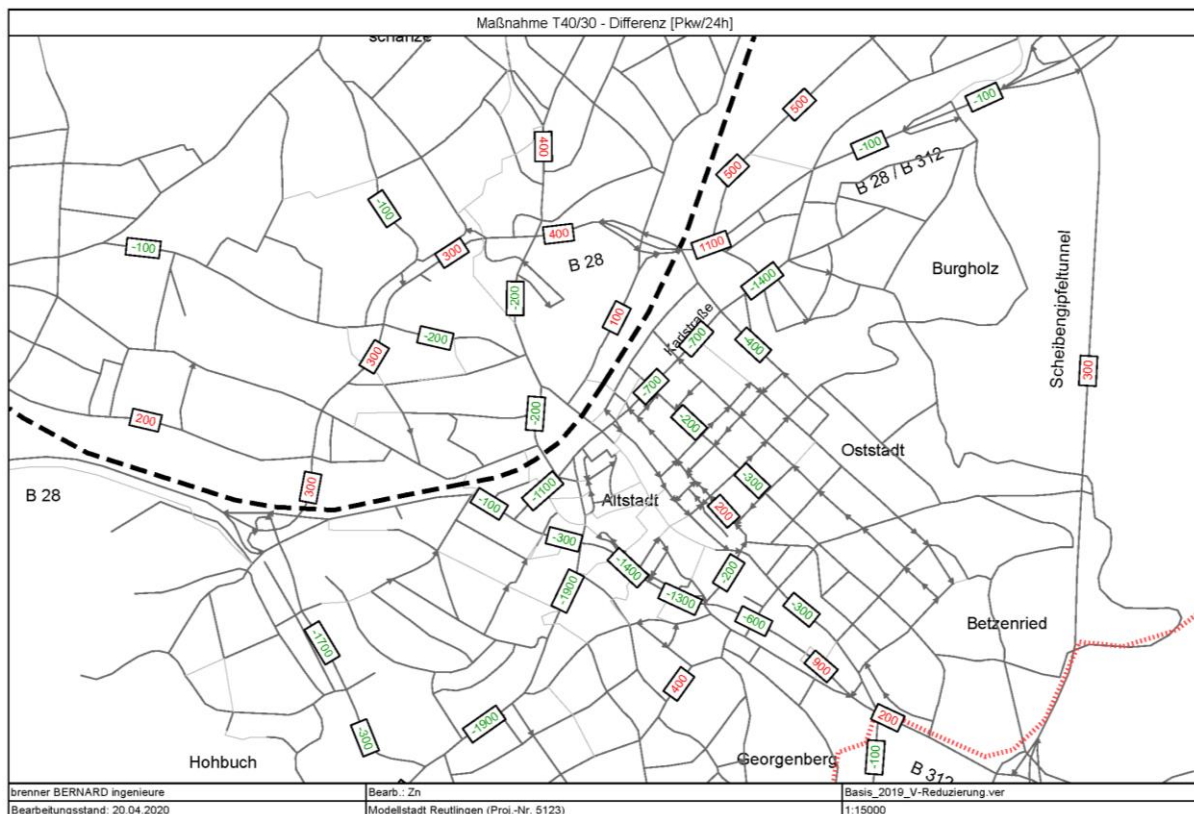 Maßnahme T40/30 - Differenz [Pkw/24h]
schanze
500
-100
400
500
-100
B 28 / B 312
-100
-100
300
400
1100
B 28
-1400
Burgholz
-200
100
Scheibengipfeltunnel
Karlstraße
-700
-400
-200
300
300
-700
200
-200
-200
Oststadt
B 28
300
-300
-1100
-100
Altstadt
200
-300
-1400
-200
-1900
-1300
-600
-300
Betzenried
-1700
900
400
200
-1900
-300
Hohbuch
Georgenberg
-100
B 312
brenner BERNARD ingenieure
Bearb.: Zn
Basis_2019_V-Reduzierung.ver
Bearbeitungsstand: 20.04.2020
Modellstadt Reutlingen (Proj.-Nr. 5123)
1:15000